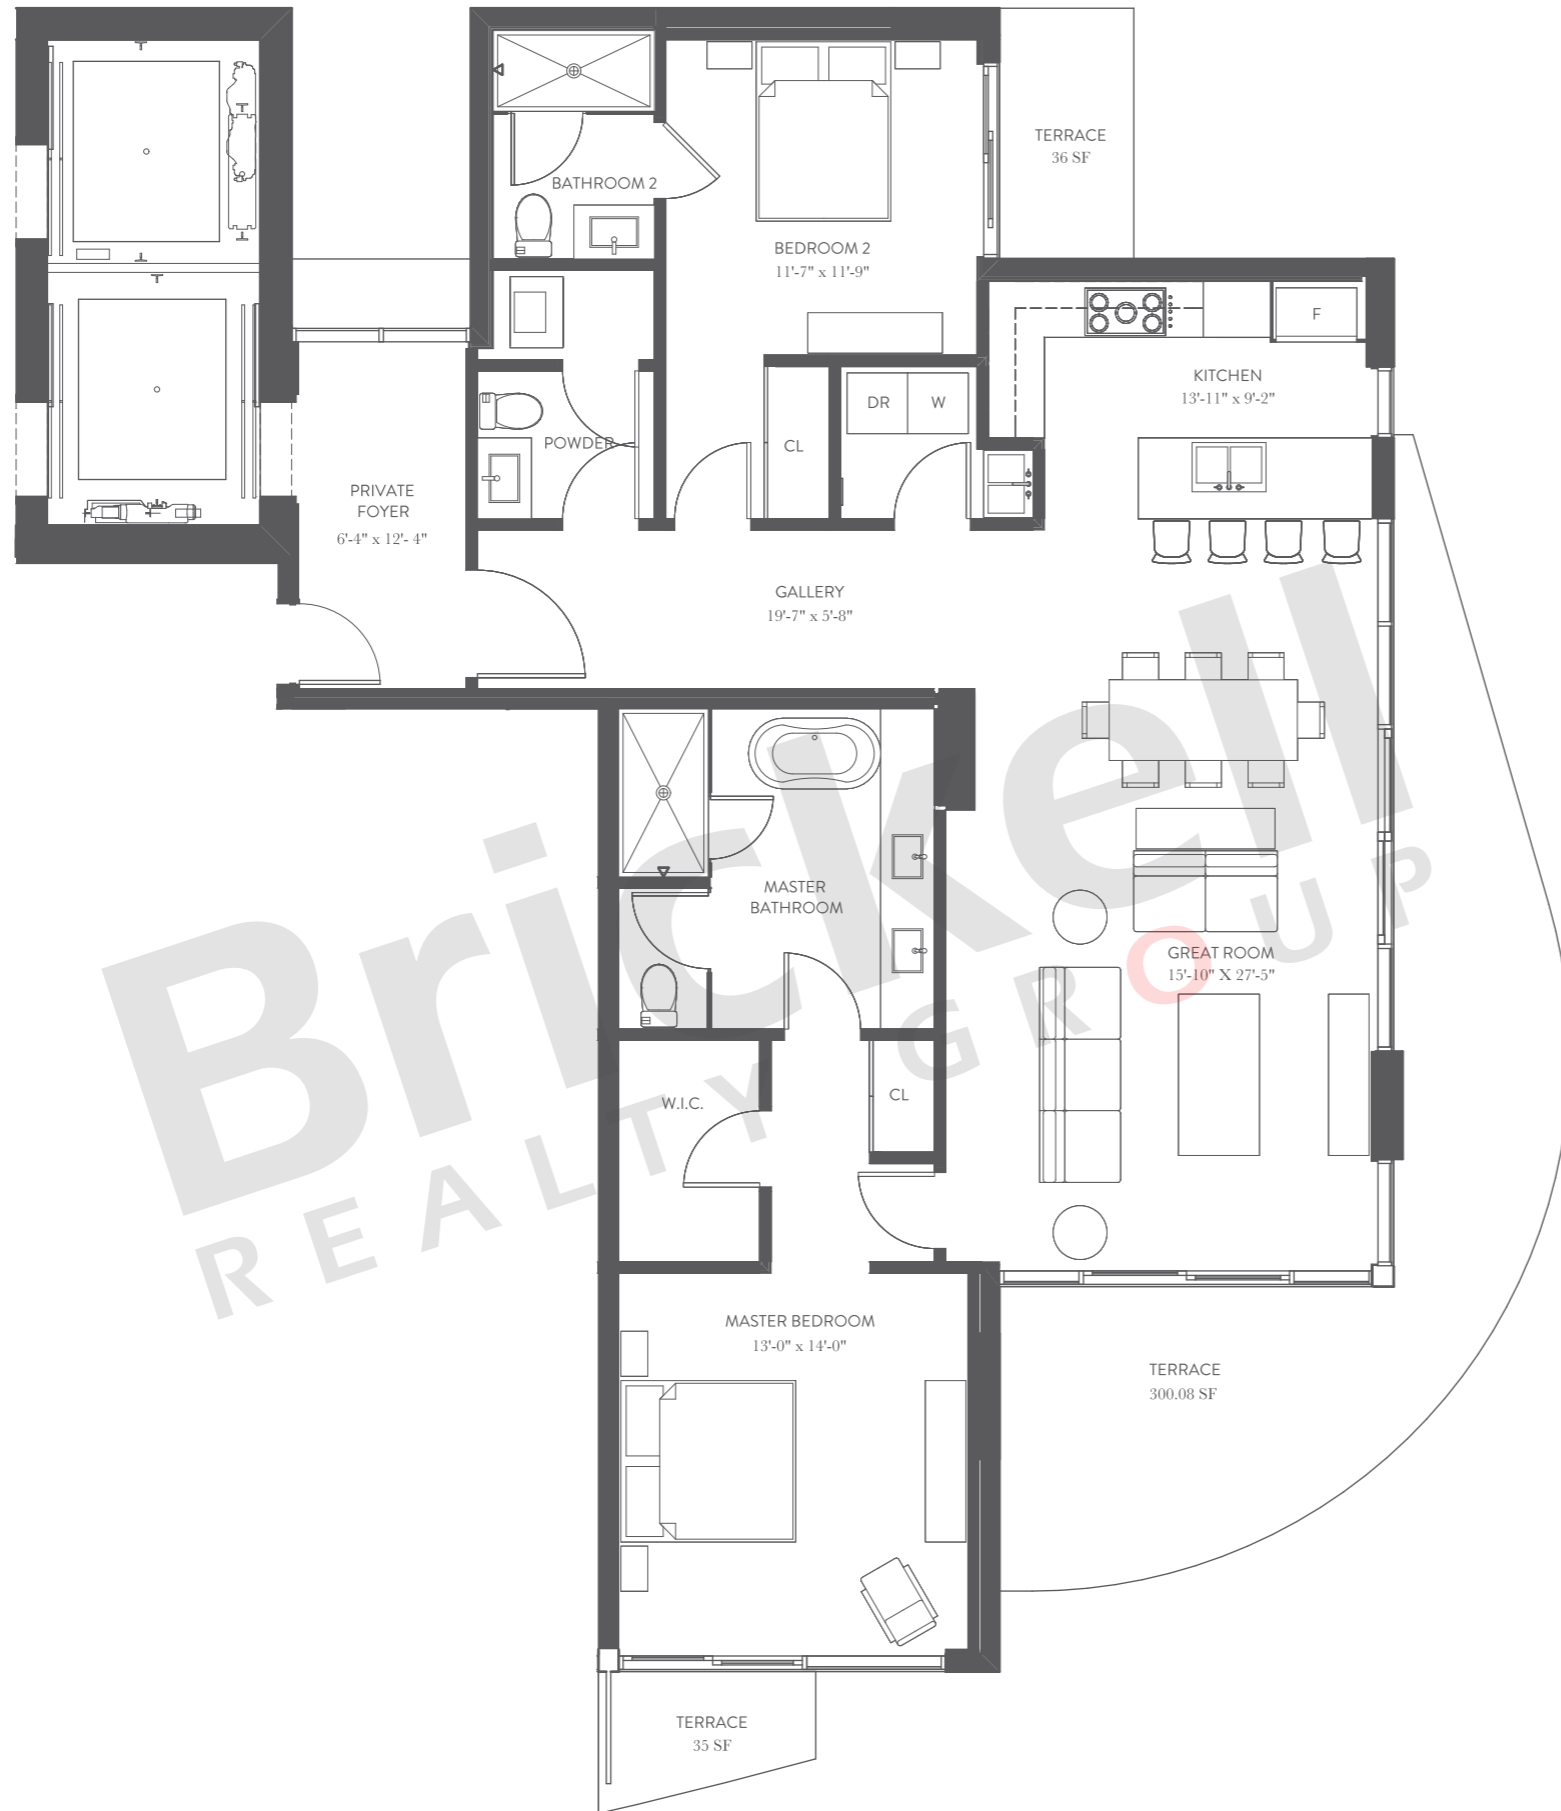 TERRACE
36 SF
BATHROOM 2
BEDROOM 2
11'-7" x 11'-9"
F
KITCHEN
13'-11" x 9'-2"
DR
W
CL
POWDER
PRIVATE
FOYER
6'-4" x 12'- 4"
GALLERY
19'-7" x 5'-8"
MASTER
BATHROOM
GREAT ROOM
15'-10" X 27'-5"
W.I.C.
CL
MASTER BEDROOM
13'-0" x 14'-0"
TERRACE
300.08 SF
TERRACE
35 SF
Brickell
REALTY GROUP